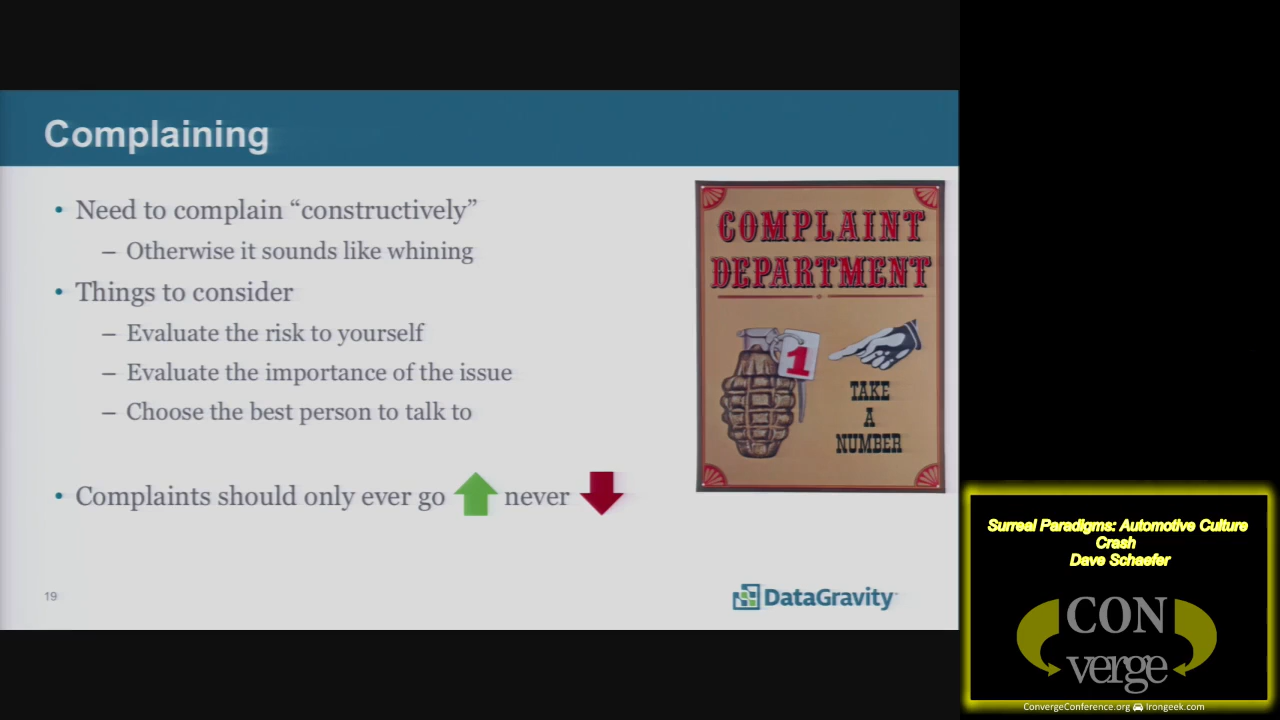 Complaining
• Need to complain “constructively”
– Otherwise it sounds like whining
• Things to consider
– Evaluate the risk to yourself
– Evaluate the importance of the issue
– Choose the best person to talk to
• Complaints should only ever go never
19
DataGravity
COMPLAINT
DEPARTMENT
1
TAKE
A
NUMBER
Surreal Paradigms: Automotive Culture
Crash
Dave Schaefer
CON
verge
ConvergeConference.org Irongeek.com